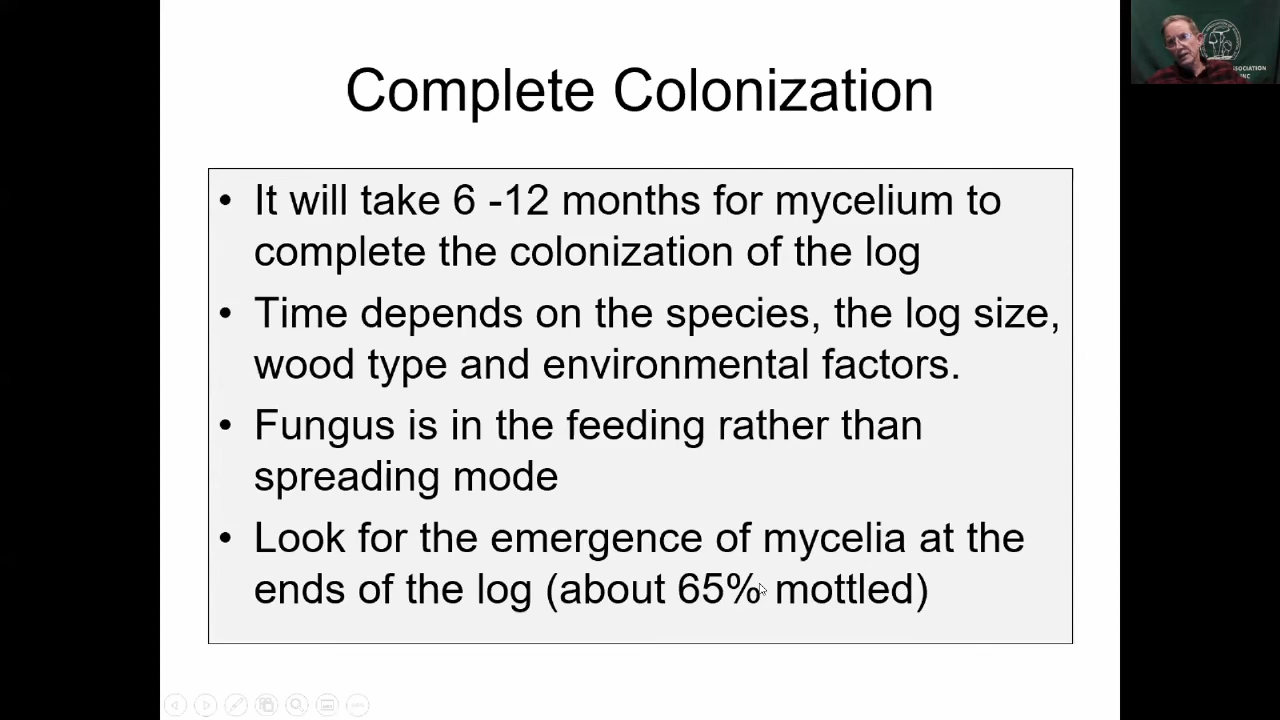 Complete Colonization
• It will take 6 -12 months for mycelium to
complete the colonization of the log
• Time depends on the species, the log size,
wood type and environmental factors.
• Fungus is in the feeding rather than
spreading mode
• Look for the emergence of mycelia at the
ends of the log (about 65% mottled)
INC